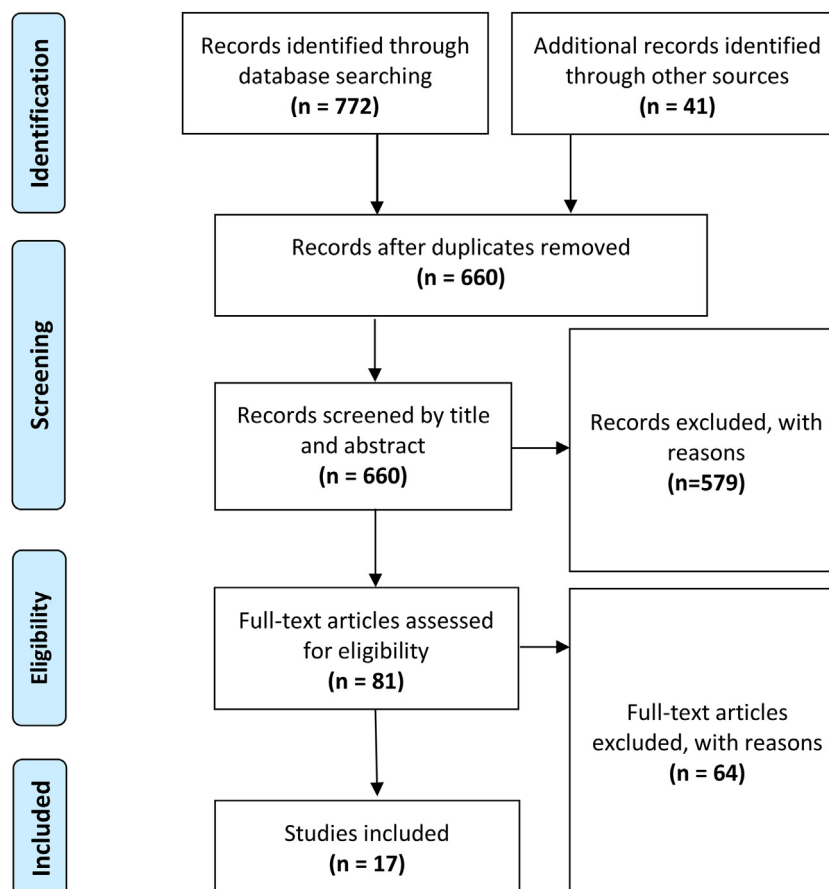 Identification
Records identified through
database searching
(n = 772)
Additional records identified
through other sources
(n = 41)
Screening
Records after duplicates removed
(n = 660)
Records screened by title
and abstract
(n = 660)
Records excluded, with
reasons
(n=579)
Eligibility
Full-text articles assessed
for eligibility
(n = 81)
Full-text articles
excluded, with reasons
(n = 64)
Included
Studies included
(n = 17)